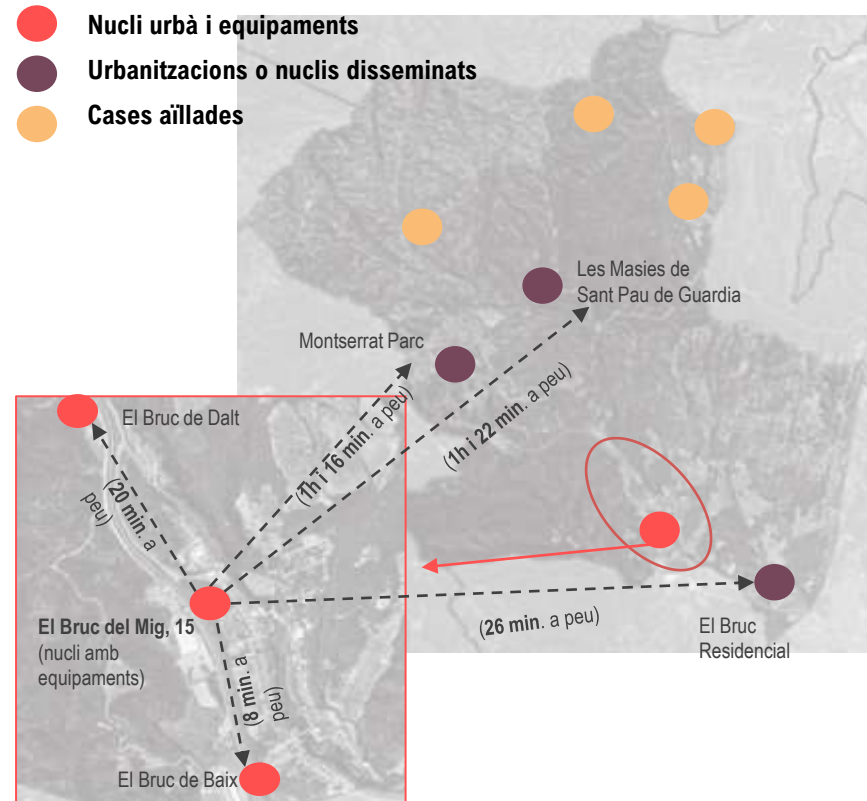 Nucli urbà i equipaments
Urbanitzacions o nuclis disseminats
Cases aïllades
Les Masies de
Sant Pau de Guardia
Montserrat Parc
El Bruc de Dalt
(1h i 16 min. a peu)
(1h i 22 min. a peu)
(20 min. a
peu)
El Bruc del Mig, 15
(nucli amb
equipaments)
(26 min. a peu)
El Bruc
Residencial
(8 min. a
peu)
El Bruc de Baix